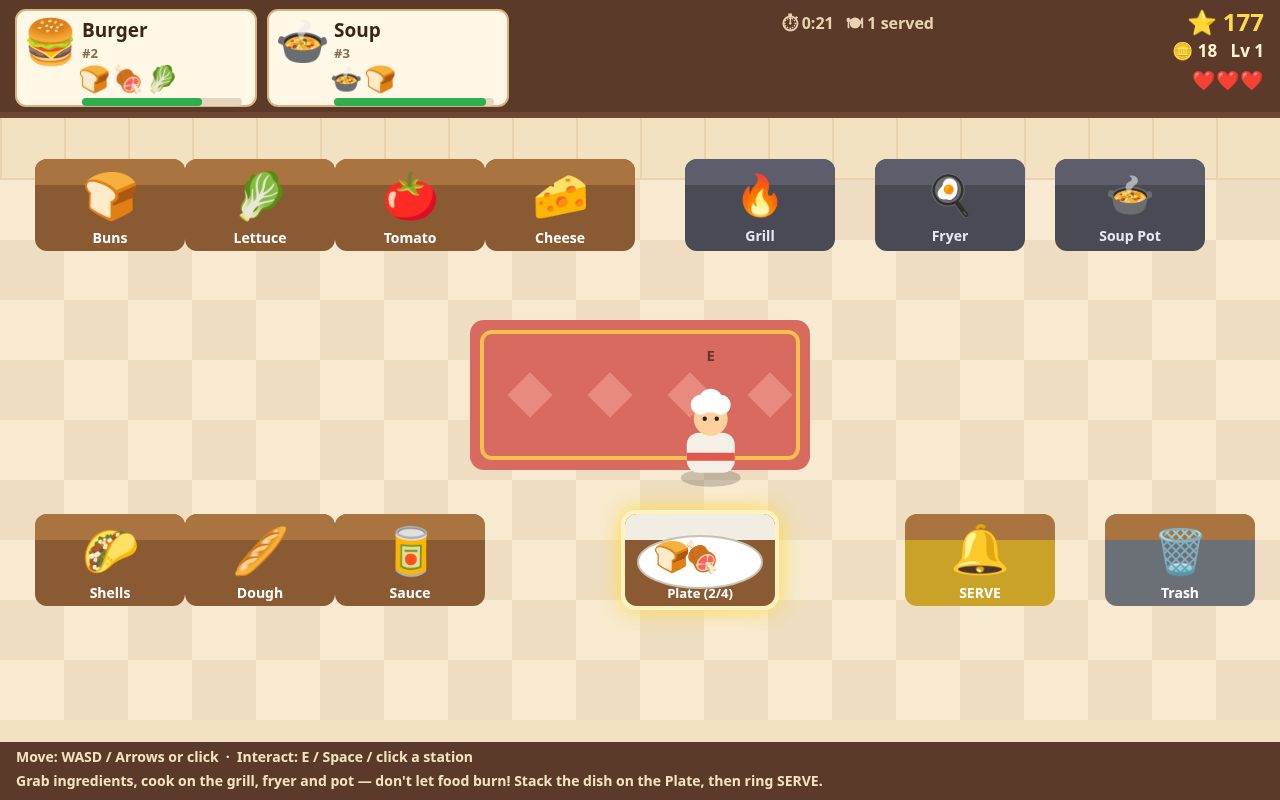 Burger
#2
Soup
#3
0:21
1 served
177
18
Lv 1
Buns
Lettuce
Tomato
Cheese
Grill
Fryer
Soup Pot
E
Shells
Dough
Sauce
Plate (2/4)
SERVE
Trash
Move: WASD / Arrows or click · Interact: E / Space / click a station
Grab ingredients, cook on the grill, fryer and pot — don't let food burn! Stack the dish on the Plate, then ring SERVE.